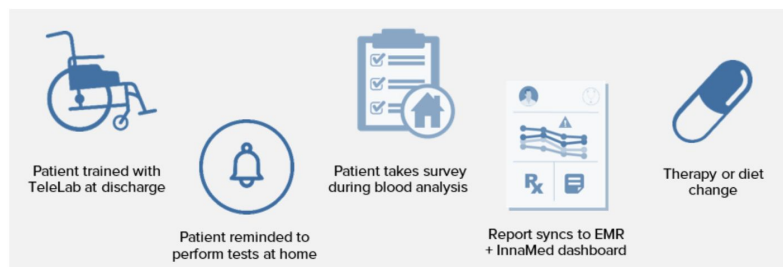 Patient trained with
TeleLab at discharge
Patient reminded to
perform tests at home
Patient takes survey
during blood analysis
Rx
Report syncs to EMR
+ InnaMed dashboard
Therapy or diet
change